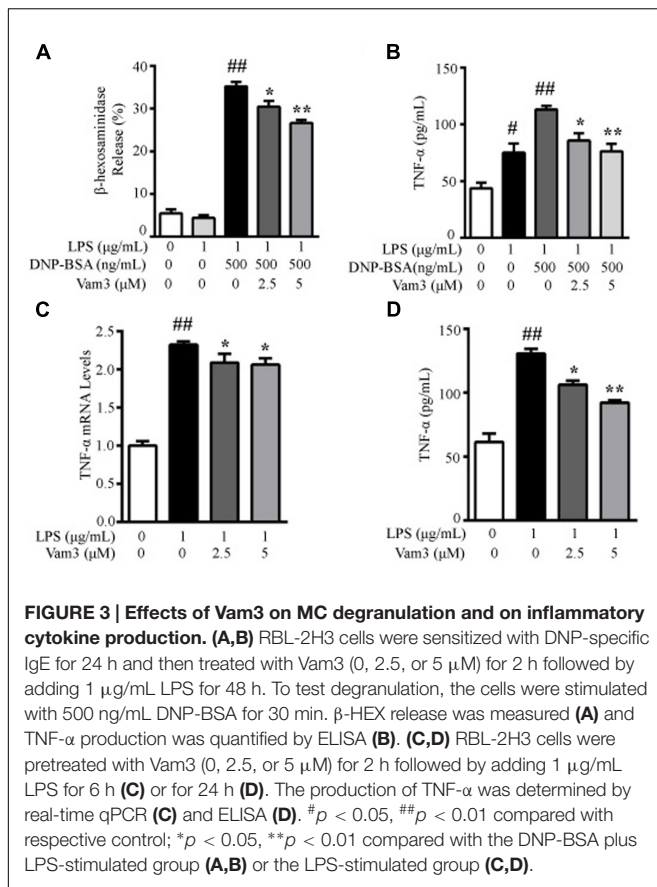 A
##
*
**
β-hexosaminidase
Release (%)
40
30
20
10
0
LPS (μg/mL) 0 1 1 1 1
DNP-BSA(ng/mL) 0 0 500 500 500
Vam3 (μM) 0 0 0 2.5 5
B
#
##
*
**
TNF-α (pg/mL)
150
100
50
0
LPS (μg/mL) 0 1 1 1 1
DNP-BSA(ng/mL) 0 0 500 500 500
Vam3 (μM) 0 0 0 2.5 5
C
##
*
*
TNF-α mRNA Levels
2.5
2.0
1.5
1.0
0.5
0.0
LPS (μg/mL) 0 1 1 1
Vam3 (μM) 0 0 2.5 5
D
##
*
**
TNF-α (pg/mL)
150
100
50
0
LPS (μg/mL) 0 1 1 1
Vam3 (μM) 0 0 2.5 5
FIGURE 3 | Effects of Vam3 on MC degranulation and on inflammatory
cytokine production. (A,B) RBL-2H3 cells were sensitized with DNP-specific
IgE for 24 h and then treated with Vam3 (0, 2.5, or 5 μM) for 2 h followed by
adding 1 μg/mL LPS for 48 h. To test degranulation, the cells were stimulated
with 500 ng/mL DNP-BSA for 30 min. β-HEX release was measured (A) and
TNF-α production was quantified by ELISA (B). (C,D) RBL-2H3 cells were
pretreated with Vam3 (0, 2.5, or 5 μM) for 2 h followed by adding 1 μg/mL
LPS for 6 h (C) or for 24 h (D). The production of TNF-α was determined by
real-time qPCR (C) and ELISA (D). #p < 0.05, ##p < 0.01 compared with
respective control; *p < 0.05, **p < 0.01 compared with the DNP-BSA plus
LPS-stimulated group (A,B) or the LPS-stimulated group (C,D).